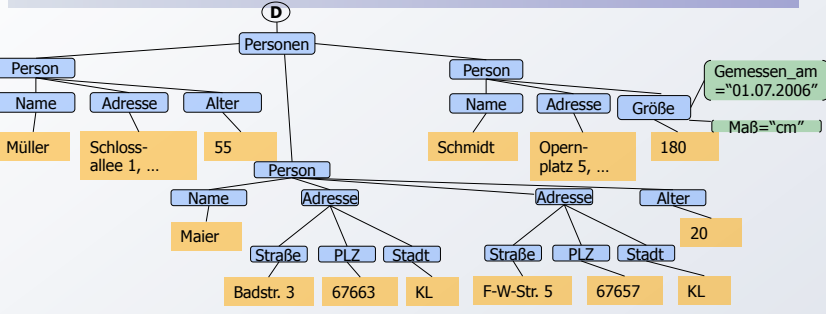 D
Personen
Person
Person
Gemessen_am
="01.07.2006"
Name
Adresse
Alter
Name
Adresse
Größe
Maß="cm"
Müller
Schloss-
allee 1, ...
55
Schmidt
Opern-
platz 5, ...
180
Person
Name
Adresse
Adresse
Alter
Maier
20
Straße
PLZ
Stadt
Straße
PLZ
Stadt
Badstr. 3
67663
KL
F-W-Str. 5
67657
KL